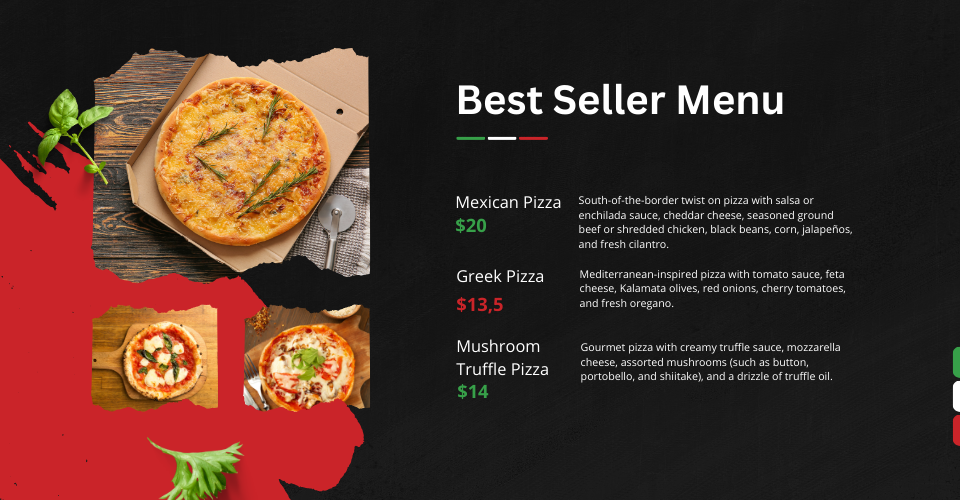 Best Seller Menu
Mexican Pizza
$20
South-of-the-border twist on pizza with salsa or
enchilada sauce, cheddar cheese, seasoned ground
beef or shredded chicken, black beans, corn, jalapeños,
and fresh cilantro.
Greek Pizza
$13,5
Mediterranean-inspired pizza with tomato sauce, feta
cheese, Kalamata olives, red onions, cherry tomatoes,
and fresh oregano.
Mushroom
Truffle Pizza
$14
Gourmet pizza with creamy truffle sauce, mozzarella
cheese, assorted mushrooms (such as button,
portobello, and shiitake), and a drizzle of truffle oil.